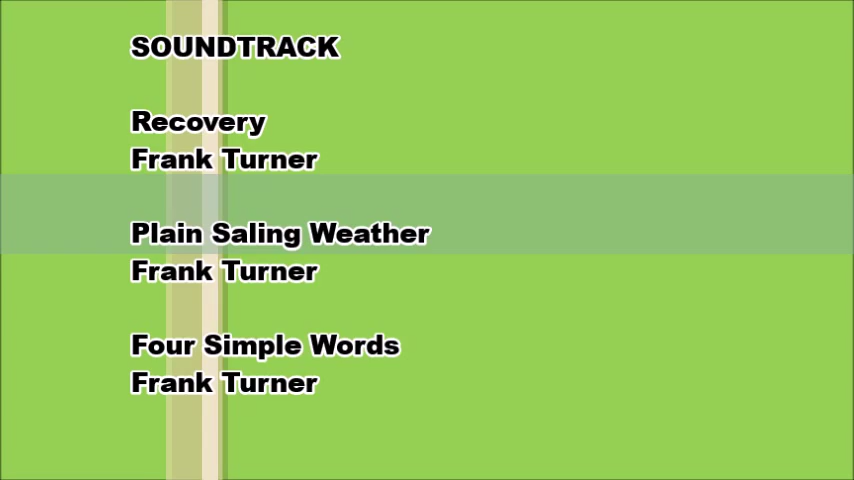 SOUNDTRACK
Recovery
Frank Turner
Plain Saling Weather
Frank Turner
Four Simple Words
Frank Turner